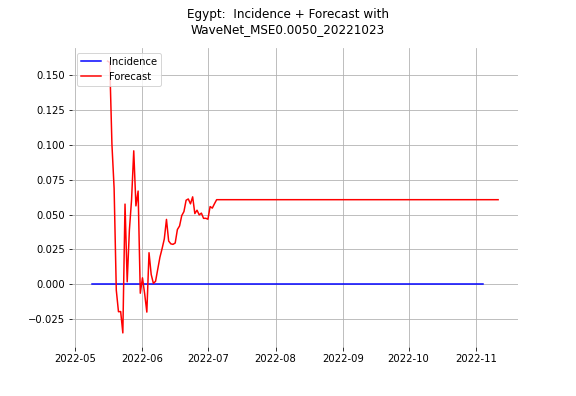 Egypt:  Incidence + Forecast with
WaveNet_MSE0.0050_20221023
Incidence
Forecast
0.150
0.125
0.100
0.075
0.050
0.025
0.000
−0.025
2022-05 2022-06 2022-07 2022-08 2022-09 2022-10 2022-11